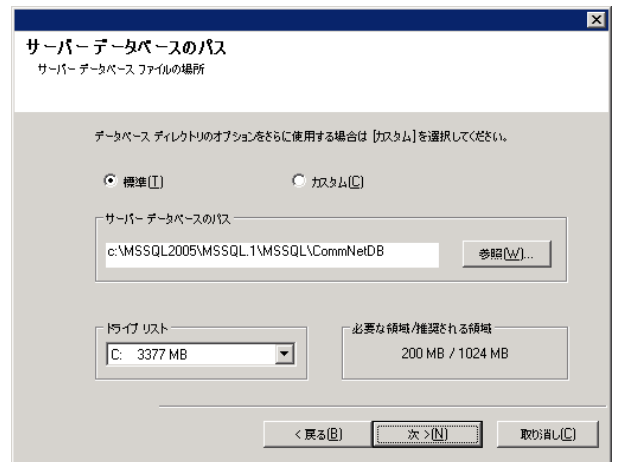 サーバー データベースのパス
サーバー データベース ファイルの場所
データベース ディレクトリのオプションをさらに使用する場合は [カスタム] を選択してください。
標準(T)
カスタム(C)
サーバー データベースのパス
c:\MSSQL2005\MSSQL.1\MSSQL\CommNetDB
参照(W)...
ドライブ リスト
C: 3377 MB
必要な領域/推奨される領域
200 MB / 1024 MB
< 戻る(B)
次 >(N)
取り消し(C)